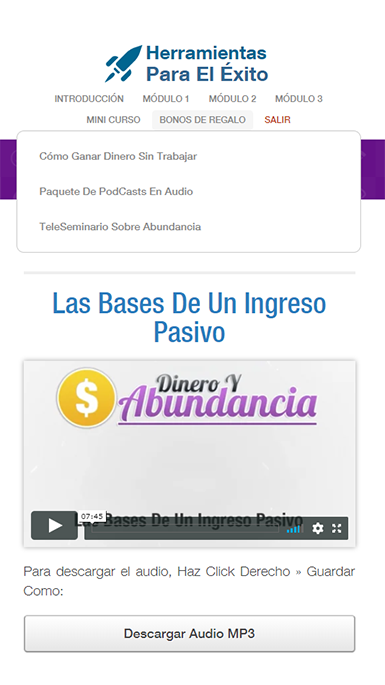 Herramientas
Para El Éxito
INTRODUCCIÓN MÓDULO 1 MÓDULO 2 MÓDULO 3
MINI CURSO BONOS DE REGALO SALIR
Cómo Ganar Dinero Sin Trabajar
Paquete De PodCasts En Audio
TeleSeminario Sobre Abundancia
Las Bases De Un Ingreso
Pasivo
$
Dinero Y
Abundancia
07:45
Las Bases De Un Ingreso Pasivo
Para descargar el audio, Haz Click Derecho » Guardar
Como:
Descargar Audio MP3